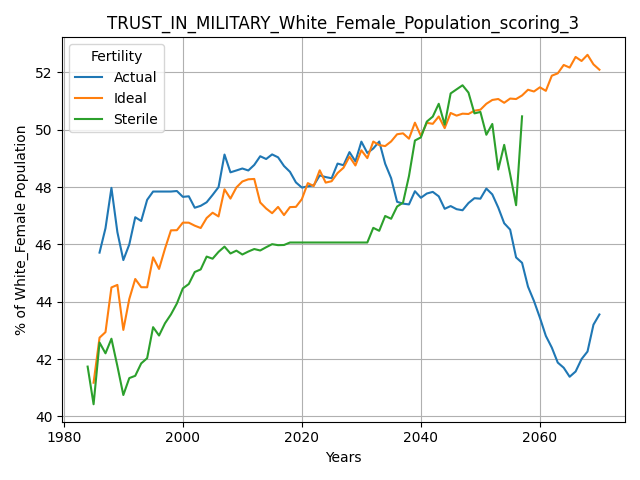 TRUST_IN_MILITARY_White_Female_Population_scoring_3
% of White_Female Population
52
50
48
46
44
42
40
Fertility
Actual
Ideal
Sterile
1980 2000 2020 2040 2060
Years